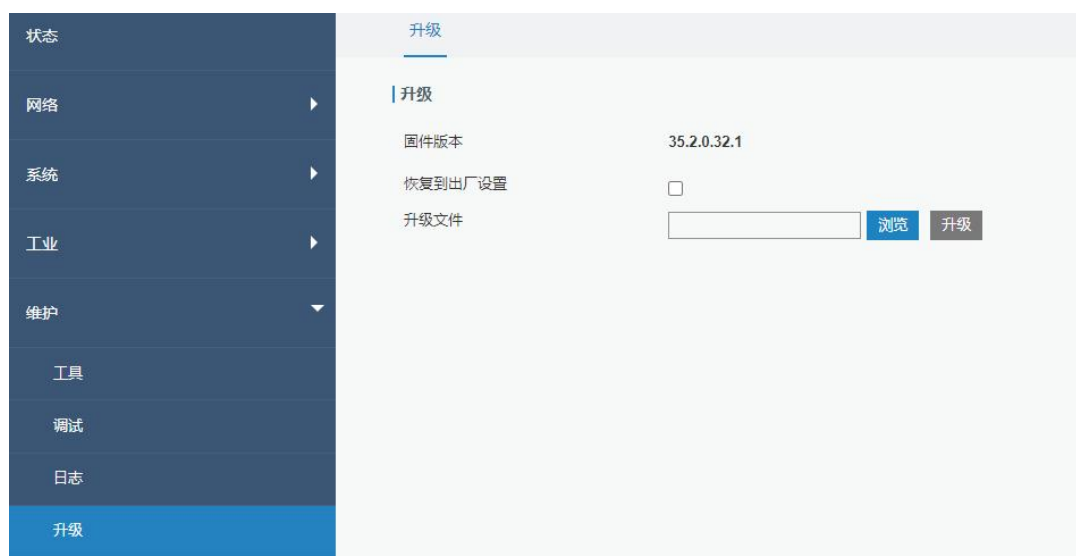 状态
网络
系统
工业
维护
工具
调试
日志
升级
升级
升级
固件版本 35.2.0.32.1
恢复到出厂设置
升级文件 浏览 升级